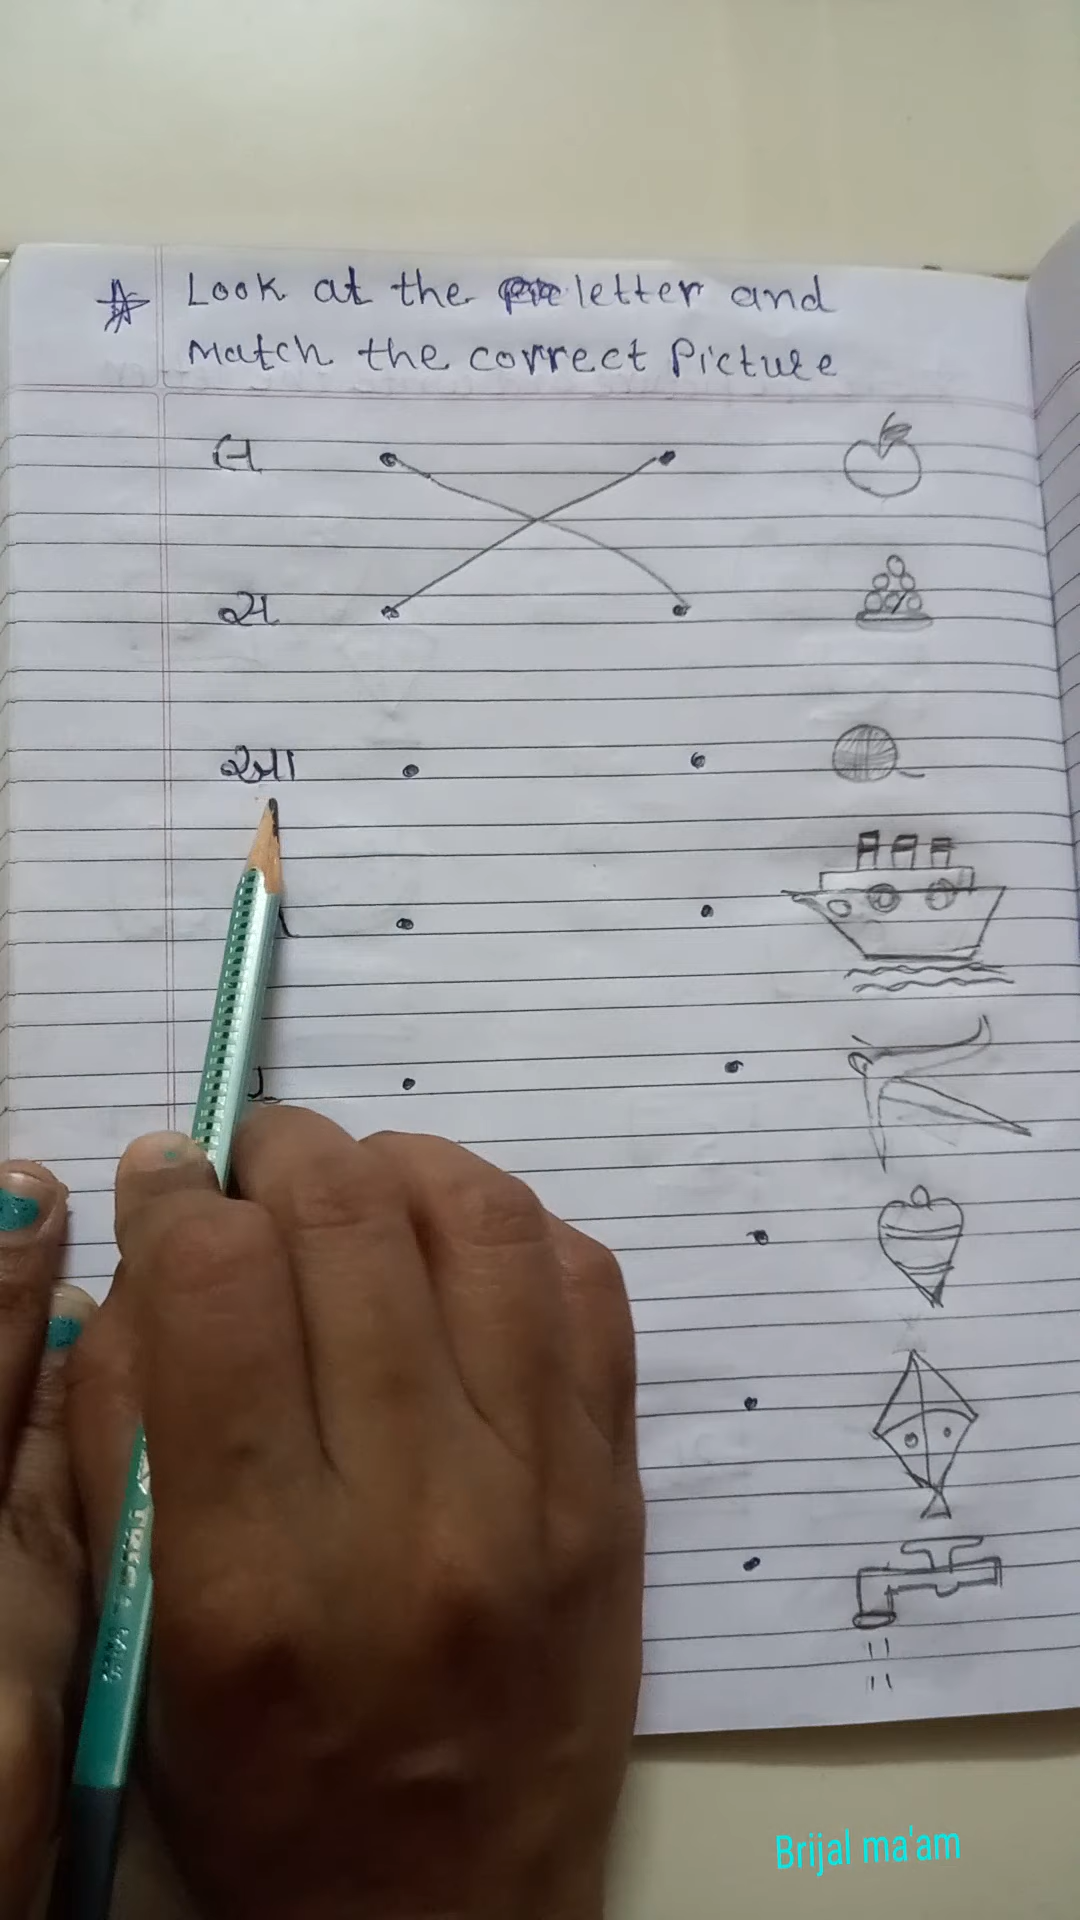 Look at the letter and
Match the correct Picture
લ
સ
Brijal ma'am